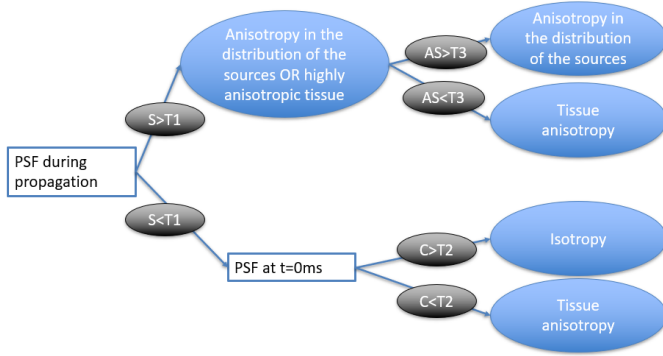 Anisotropy in the
distribution of the
sources OR highly
anisotropic tissue
AS>T3
Anisotropy in
the distribution
of the sources
AS<T3
Tissue
anisotropy
S>T1
PSF during
propagation
S<T1
PSF at t=0ms
C>T2
Isotropy
C<T2
Tissue
anisotropy